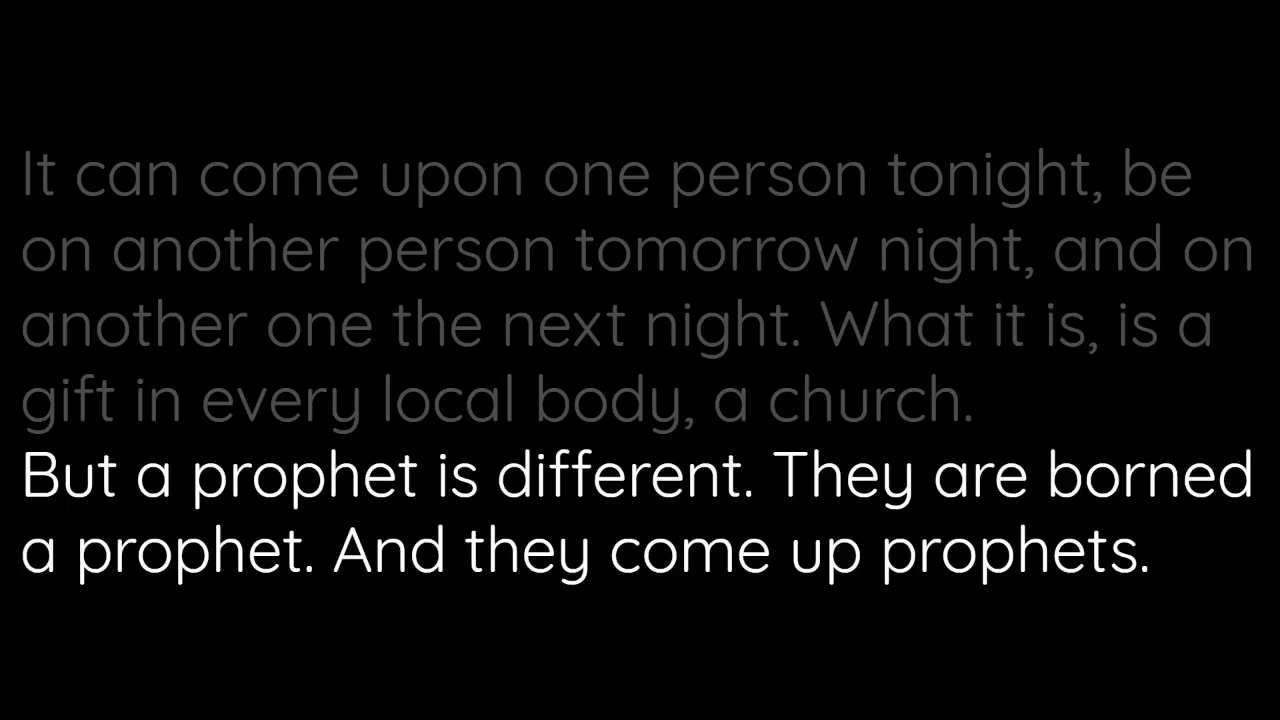 It can come upon one person tonight, be
on another person tomorrow night, and on
another one the next night. What it is, is a
gift in every local body, a church.
But a prophet is different. They are borned
a prophet. And they come up prophets.